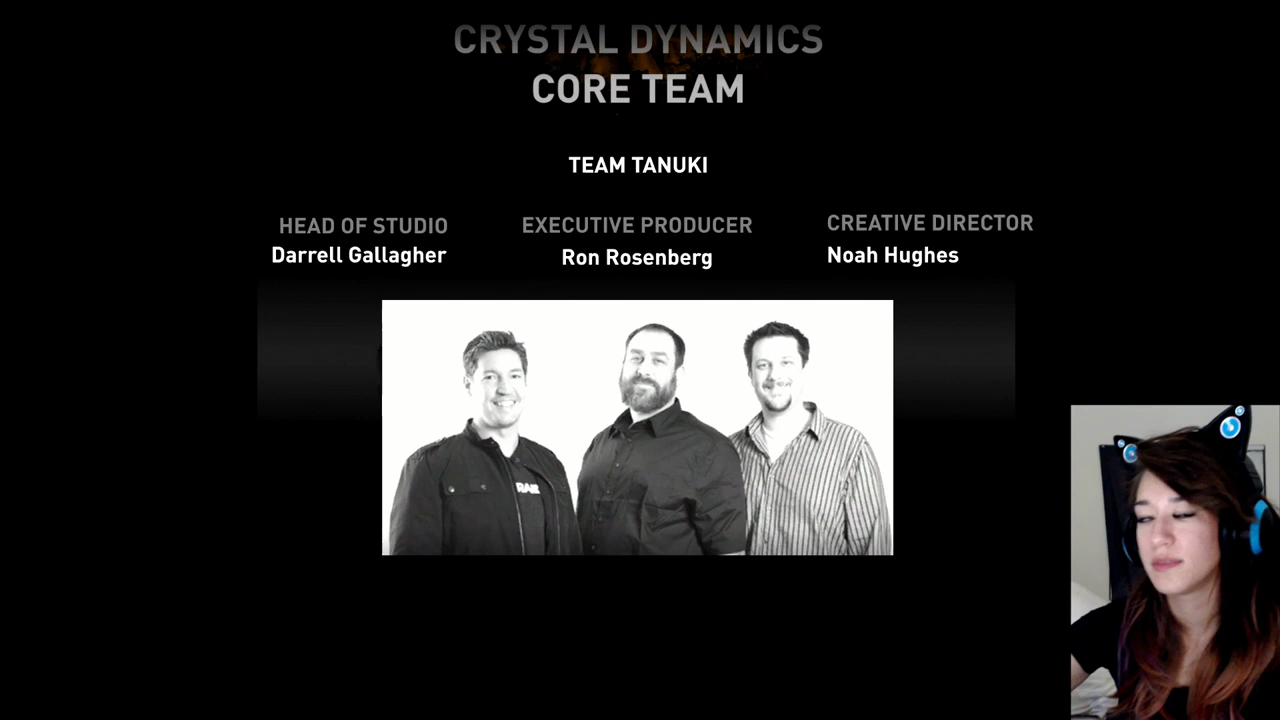 CRYSTAL DYNAMICS
CORE TEAM
TEAM TANUKI
HEAD OF STUDIO
Darrell Gallagher
EXECUTIVE PRODUCER
Ron Rosenberg
CREATIVE DIRECTOR
Noah Hughes